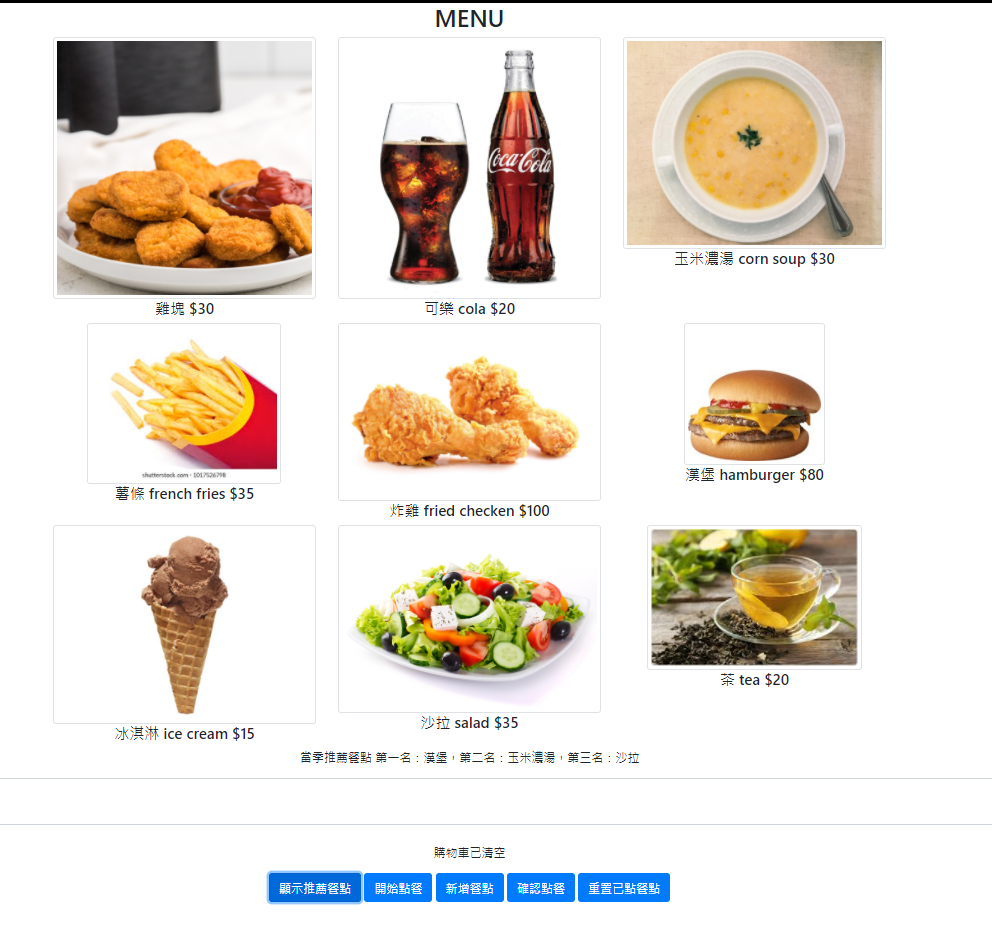 MENU
Coca-Cola
雞塊 $30
可樂 cola $20
玉米濃湯 corn soup $30
shutterstock.com · 1017526798
薯條 french fries $35
炸雞 fried checken $100
漢堡 hamburger $80
冰淇淋 ice cream $15
沙拉 salad $35
茶 tea $20
當季推薦餐點 第一名：漢堡，第二名：玉米濃湯，第三名：沙拉
購物車已清空
顯示推薦餐點 開始點餐 新增餐點 確認點餐 重置已點餐點